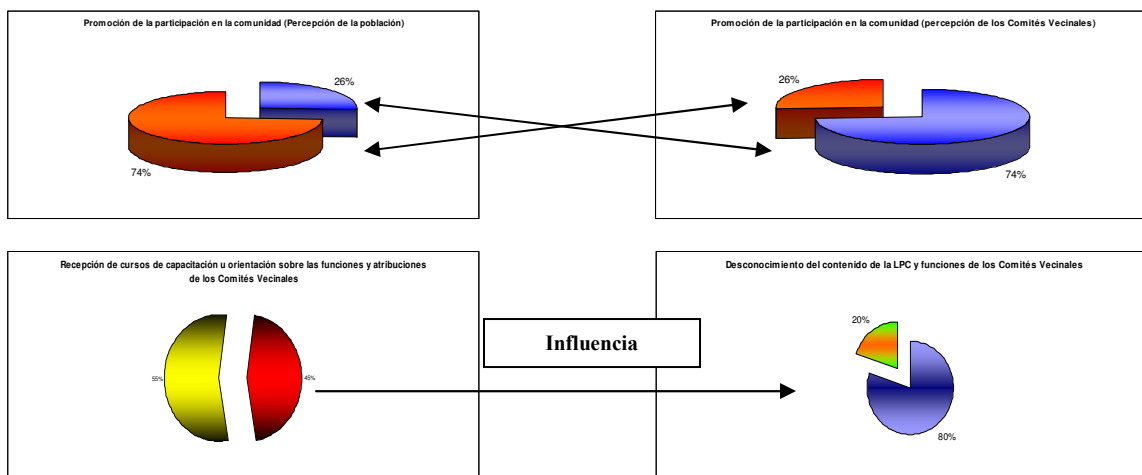 Promoción de la participación en la comunidad (Percepción de la población)
26%
74%
Promoción de la participación en la comunidad (percepción de los Comités Vecinales)
26%
74%
Recepción de cursos de capacitación u orientación sobre las funciones y atribuciones
de los Comités Vecinales
55%
45%
Influencia
Desconocimiento del contenido de la LPC y funciones de los Comités Vecinales
20%
80%